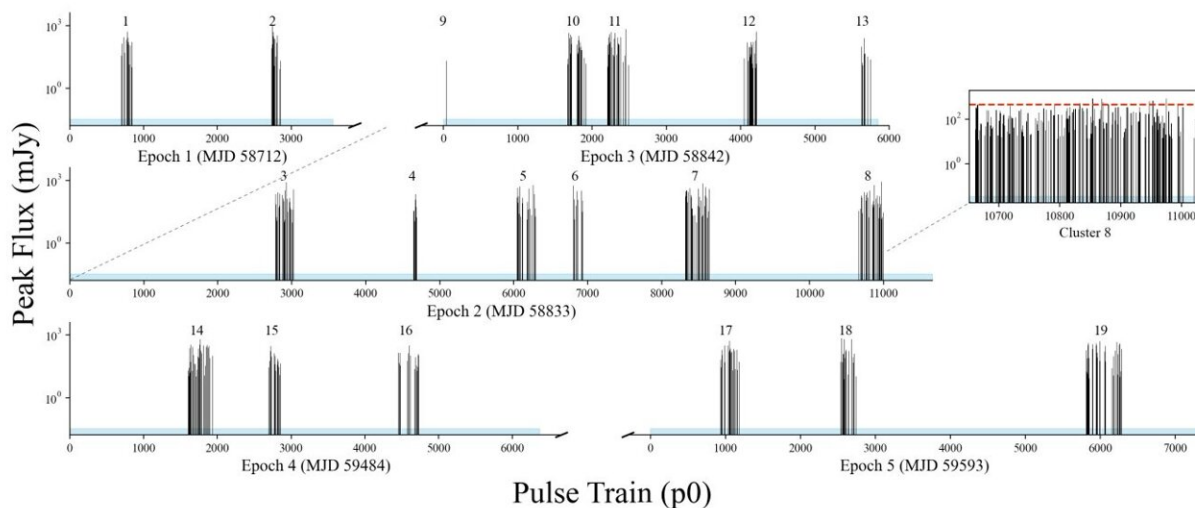 1 2 9 10 11 12 13
10³
10⁰
0 1000 2000 3000 0 1000 2000 3000 4000 5000 6000
Epoch 1 (MJD 58712) Epoch 3 (MJD 58842)
10²
10⁰
10700 10800 10900 11000
Cluster 8
3 4 5 6 7 8
10³
10⁰
0 1000 2000 3000 4000 5000 6000 7000 8000 9000 10000 11000
Epoch 2 (MJD 58833)
14 15 16 17 18 19
10³
10⁰
0 1000 2000 3000 4000 5000 6000 0 1000 2000 3000 4000 5000 6000 7000
Epoch 4 (MJD 59484) Epoch 5 (MJD 59593)
Peak Flux (mJy)
Pulse Train (p0)